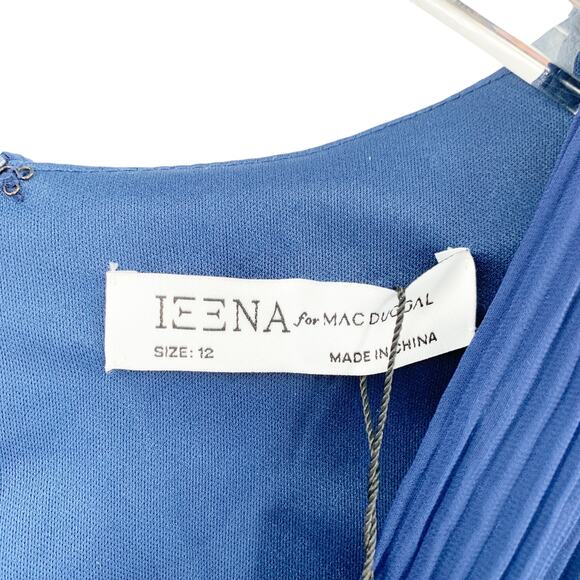 IEENA for MAC DUGGAL
SIZE: 12
MADE IN CHINA